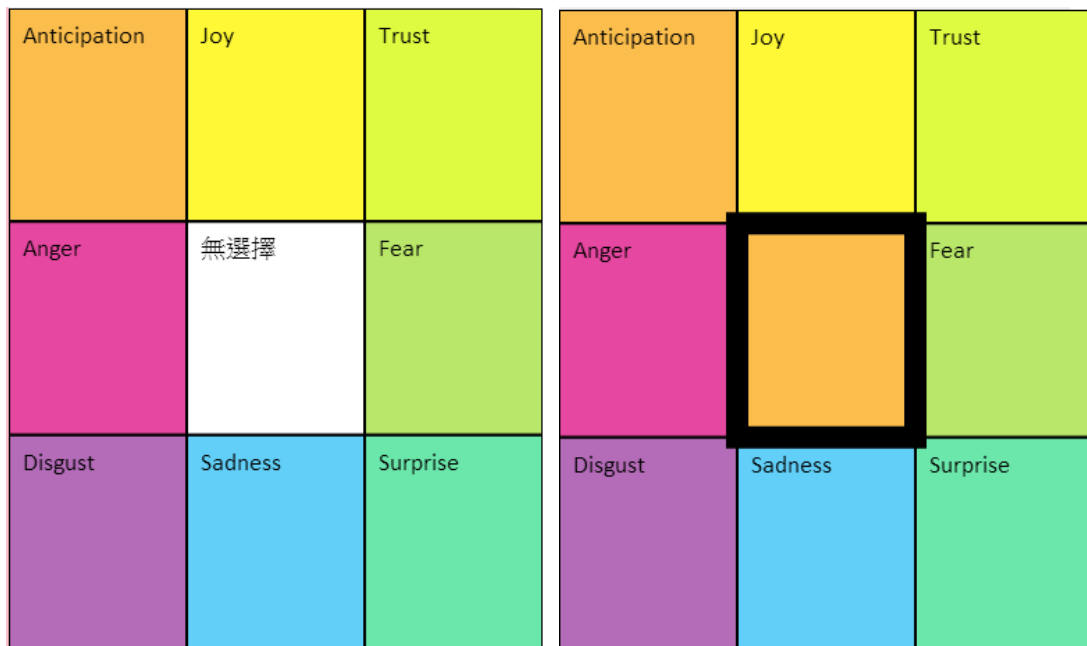 Anticipation
Joy
Trust
Anger
無選擇
Fear
Disgust
Sadness
Surprise
Anticipation
Joy
Trust
Anger
Fear
Disgust
Sadness
Surprise